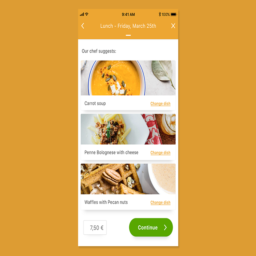 9:41 AM
Lunch - Friday, March 25th
Our chef suggests:
Carrot soup
Change dish
Penne Bolognese with cheese
Change dish
Waffles with Pecan nuts
Change dish
7,50 €
Continue